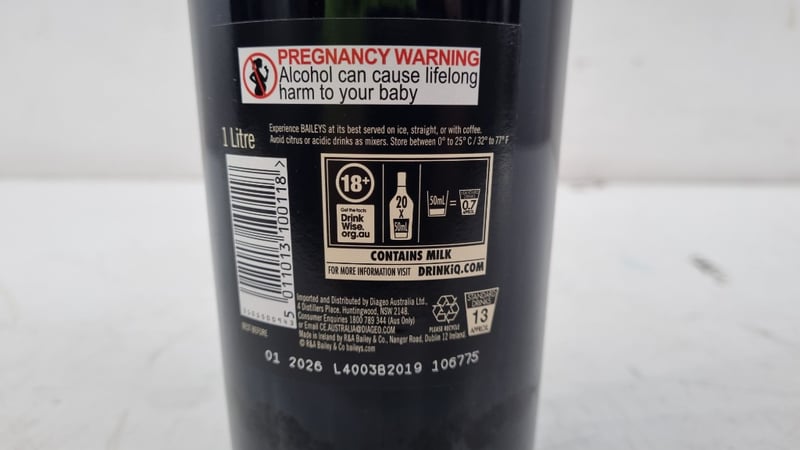 PREGNANCY WARNING
Alcohol can cause lifelong
harm to your baby
1 Litre
Experience BAILEYS at its best served on ice, straight, or with coffee.
Avoid citrus or acidic drinks as mixers. Store between 0° to 25° C / 32° to 77° F
18+
Get the facts
Drink
Wise.
org.au
20
X
50mL
50mL
=
STANDARD
DRINKS
0.7
APPROX.
CONTAINS MILK
FOR MORE INFORMATION VISIT DRINKiQ.COM
5 011013 100118 >
Imported and Distributed by Diageo Australia Ltd.,
4 Distillers Place, Huntingwood, NSW 2148.
Consumer Enquiries 1800 789 344 (Aus Only)
or Email CE.AUSTRALIA@DIAGEO.COM
Made in Ireland by R&A Bailey & Co., Nangor Road, Dublin 12 Ireland.
© R&A Bailey & Co baileys.com
PLEASE RECYCLE
STANDARD
DRINKS
13
APPROX.
BEST BEFORE
01 2026 L4003B2019 106775